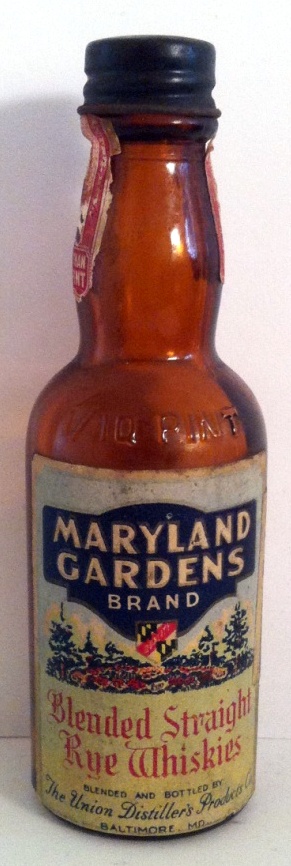 1/10 PINT
MARYLAND
GARDENS
BRAND
Blended Straight
Rye Whiskies
BLENDED AND BOTTLED BY
The Union Distiller's Products Co.
BALTIMORE, MD.